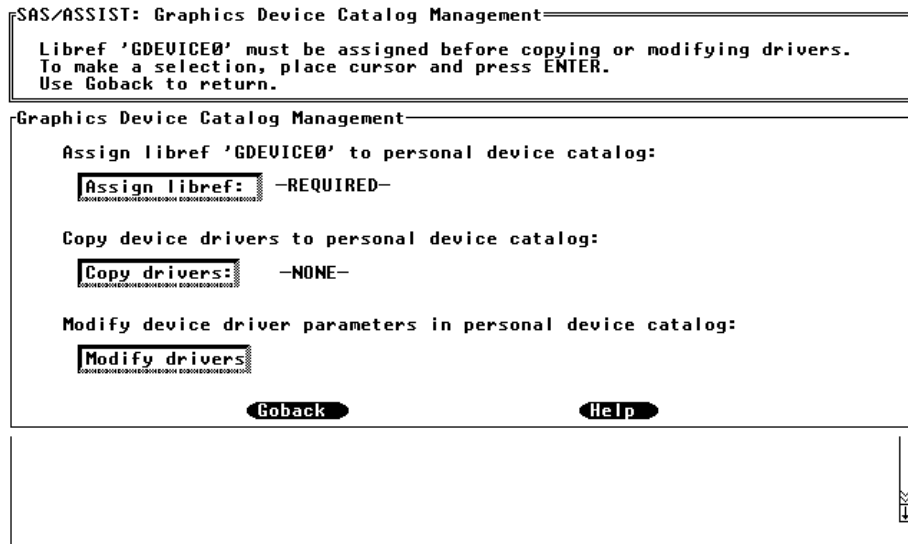 SAS/ASSIST: Graphics Device Catalog Management
Libref 'GDEVICE0' must be assigned before copying or modifying drivers.
To make a selection, place cursor and press ENTER.
Use Goback to return.
Graphics Device Catalog Management
Assign libref 'GDEVICE0' to personal device catalog:
Assign libref: -REQUIRED-
Copy device drivers to personal device catalog:
Copy drivers: -NONE-
Modify device driver parameters in personal device catalog:
Modify drivers
Goback Help